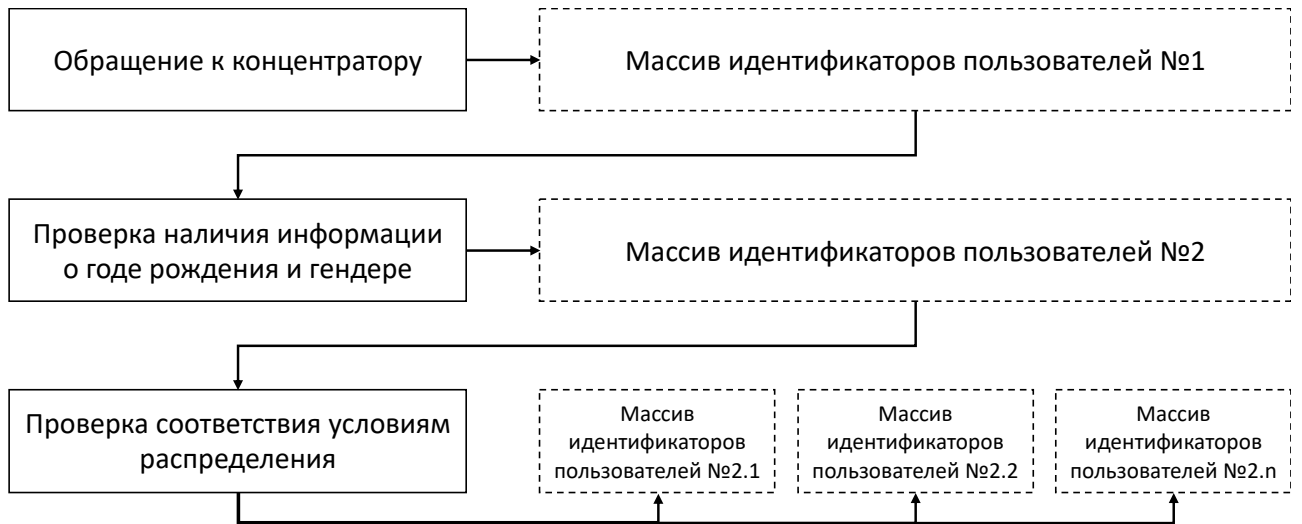 Обращение к концентратору
Массив идентификаторов пользователей №1
Проверка наличия информации
о годе рождения и гендере
Массив идентификаторов пользователей №2
Проверка соответствия условиям
распределения
Массив
идентификаторов
пользователей №2.1
Массив
идентификаторов
пользователей №2.2
Массив
идентификаторов
пользователей №2.n